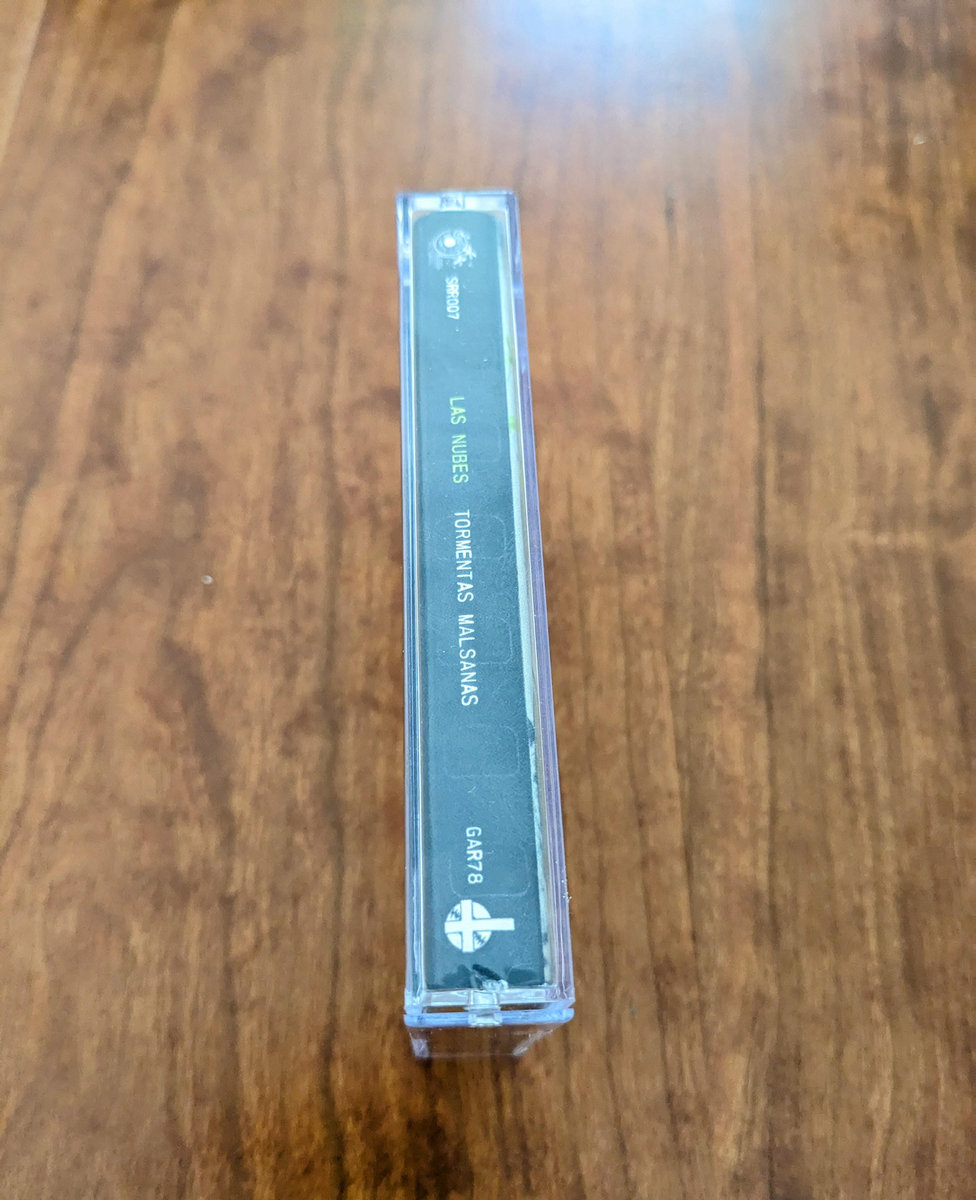 SRR007
LAS NUBES TORMENTAS MALSANAS
GAR78